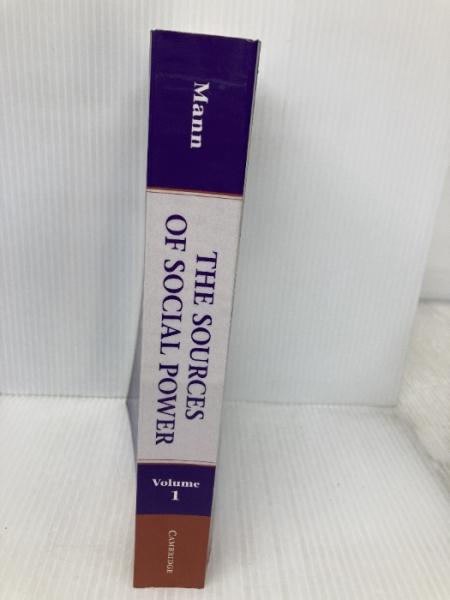 Mann
THE SOURCES
OF SOCIAL POWER
Volume
1
CAMBRIDGE